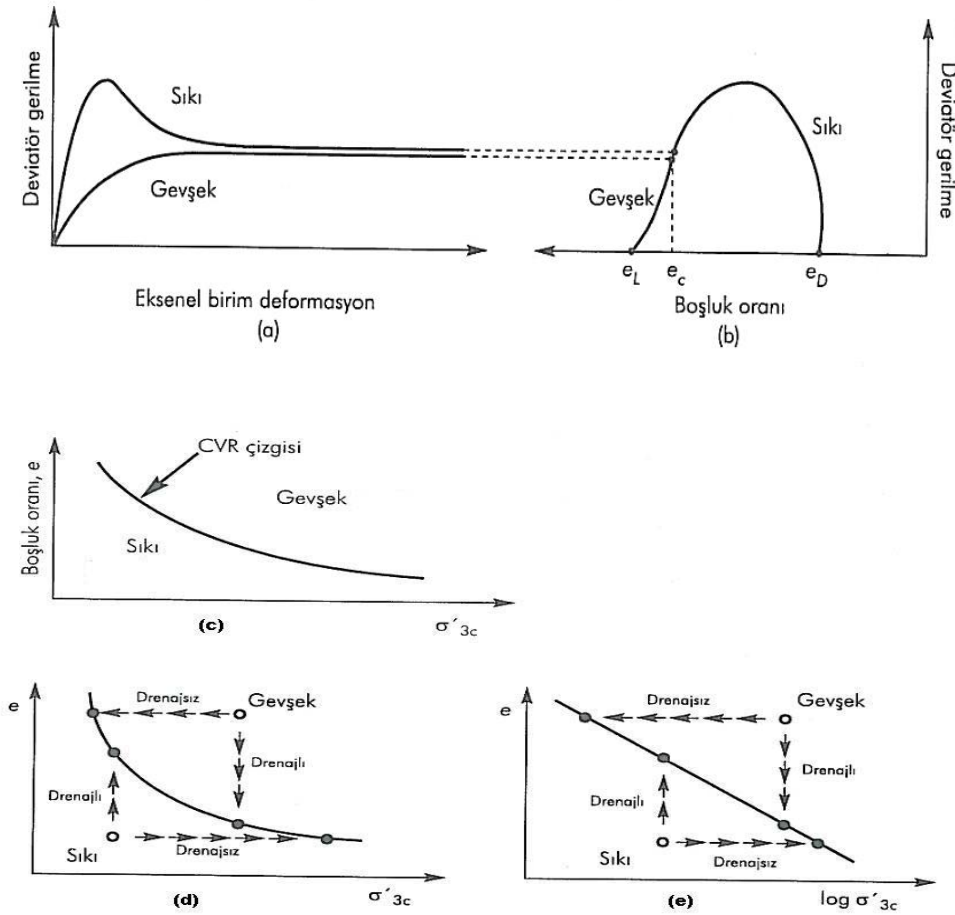 Deviatör gerilme
Sıkı
Gevşek
Eksenel birim deformasyon
(a)
Deviatör gerilme
Sıkı
Gevşek
e_L e_c e_D
Boşluk oranı
(b)
Boşluk oranı, e
CVR çizgisi
Gevşek
Sıkı
(c)
σ′3c
e
Drenajsız
Gevşek
Drenajlı
Drenajlı
Drenajsız
Sıkı
(d)
σ′3c
e
Drenajsız
Gevşek
Drenajlı
Drenajlı
Drenajsız
Sıkı
(e)
log σ′3c